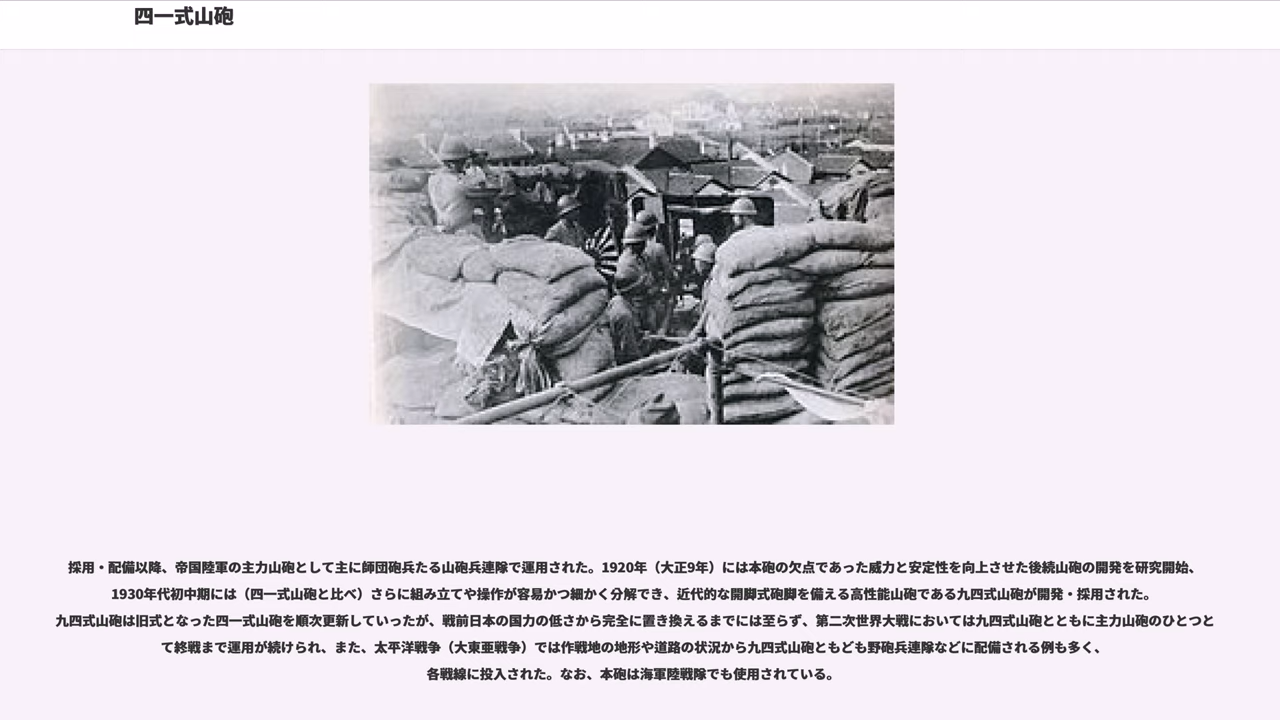 四一式山砲
採用・配備以降、帝国陸軍の主力山砲として主に師団砲兵たる山砲兵連隊で運用された。1920年（大正9年）には本砲の欠点であった威力と安定性を向上させた後続山砲の開発を研究開始、
1930年代初中期には（四一式山砲と比べ）さらに組み立てや操作が容易かつ細かく分解でき、近代的な開脚式砲脚を備える高性能山砲である九四式山砲が開発・採用された。
九四式山砲は旧式となった四一式山砲を順次更新していったが、戦前日本の国力の低さから完全に置き換えるまでには至らず、第二次世界大戦においては九四式山砲とともに主力山砲のひとつと
て終戦まで運用が続けられ、また、太平洋戦争（大東亜戦争）では作戦地の地形や道路の状況から九四式山砲ともども野砲兵連隊などに配備される例も多く、
各戦線に投入された。なお、本砲は海軍陸戦隊でも使用されている。